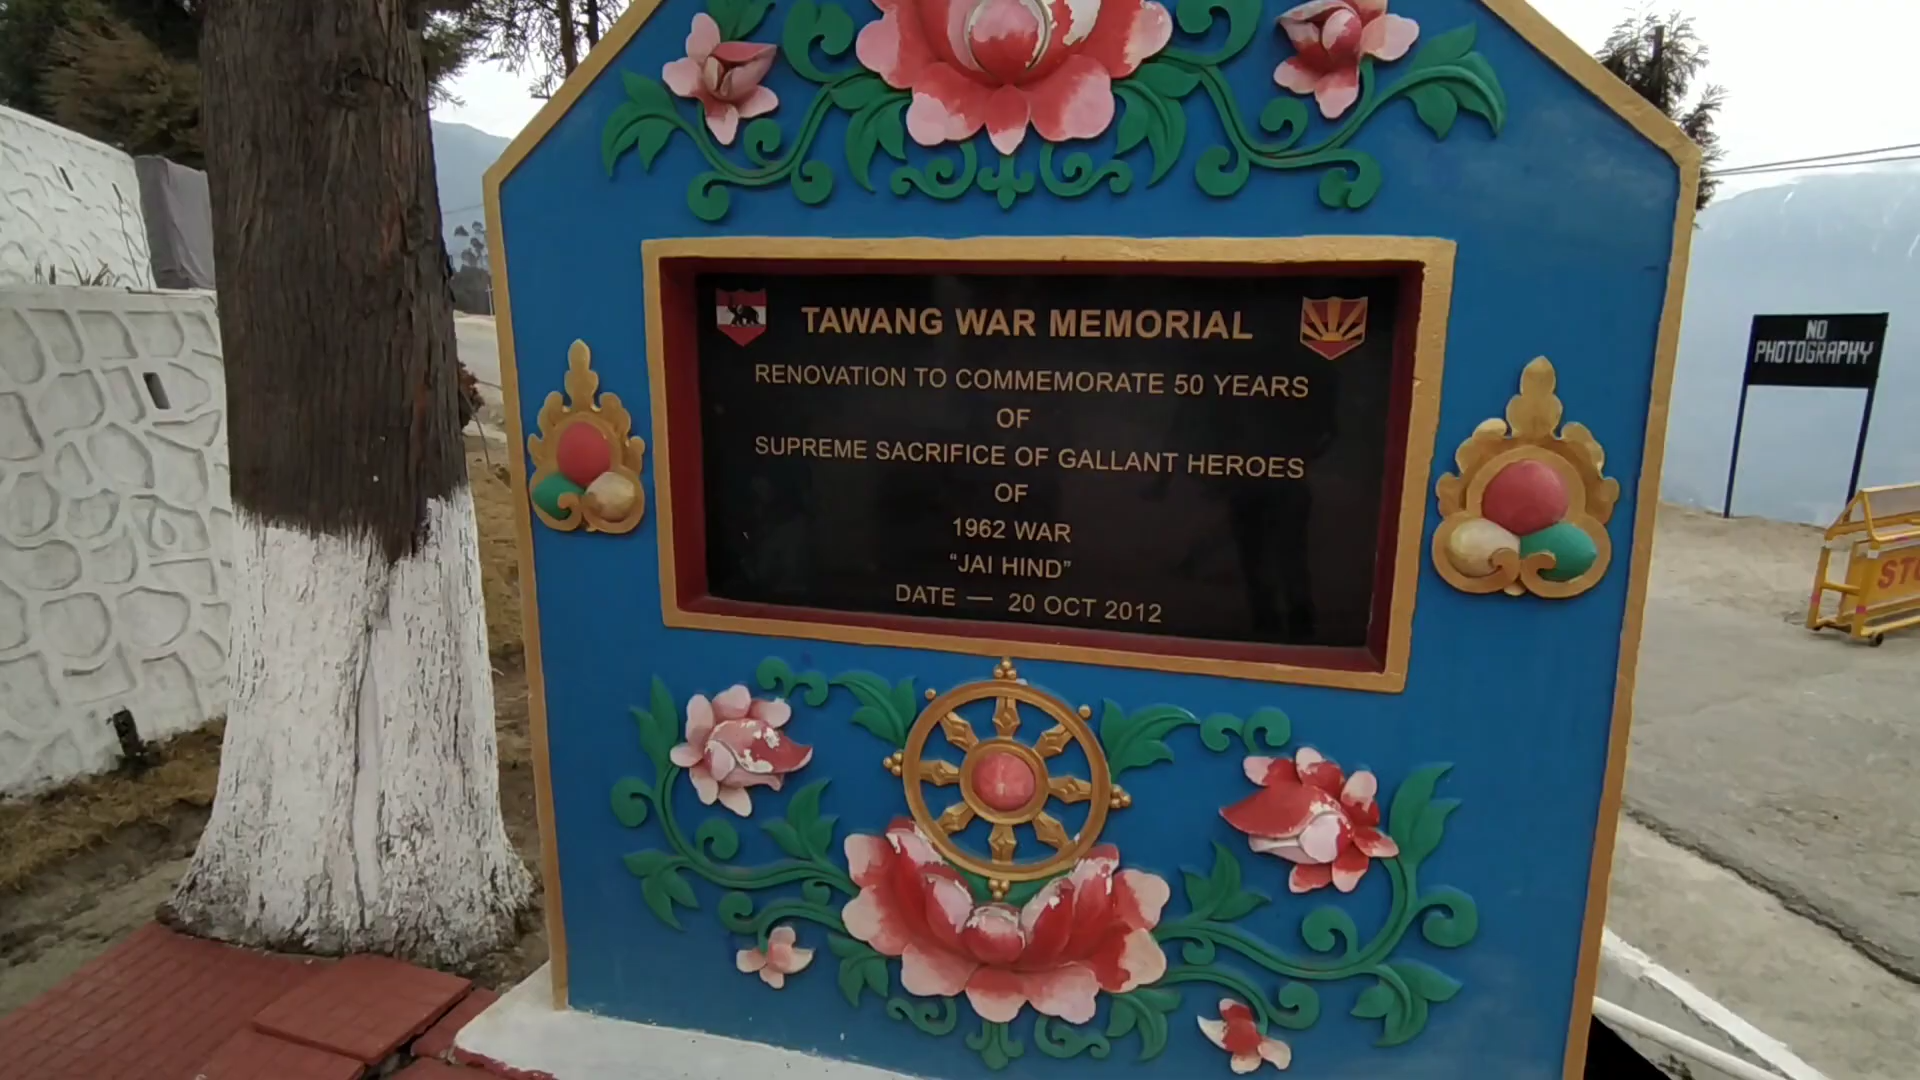 TAWANG WAR MEMORIAL
RENOVATION TO COMMEMORATE 50 YEARS
OF
SUPREME SACRIFICE OF GALLANT HEROES
OF
1962 WAR
“JAI HIND”
DATE — 20 OCT 2012
NO
PHOTOGRAPHY